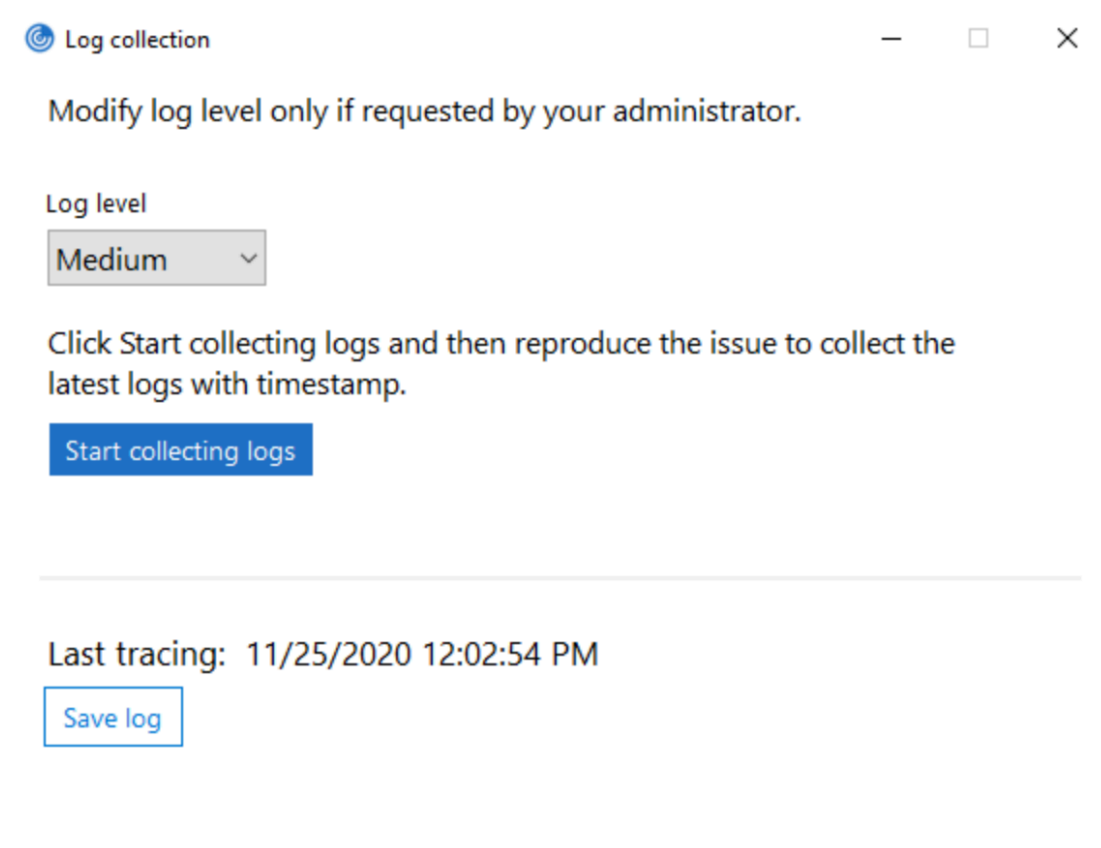 Log collection
Modify log level only if requested by your administrator.
Log level
Medium
Click Start collecting logs and then reproduce the issue to collect the
latest logs with timestamp.
Start collecting logs
Last tracing: 11/25/2020 12:02:54 PM
Save log